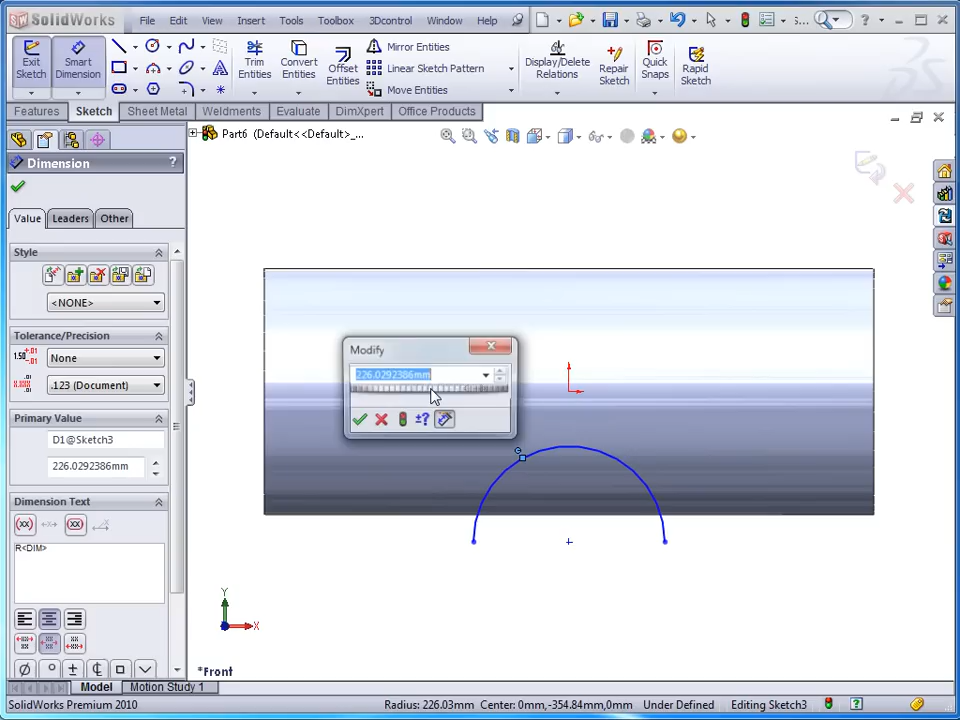 SolidWorks File Edit View Insert Tools Toolbox 3Dcontrol Window Help S...
Exit Sketch
Smart Dimension
Trim Entities
Convert Entities
Offset Entities
Mirror Entities
Linear Sketch Pattern
Move Entities
Display/Delete Relations
Repair Sketch
Quick Snaps
Rapid Sketch
Features Sketch Sheet Metal Weldments Evaluate DimXpert Office Products
Part6 (Default<<Default>_...
Dimension ?
Value Leaders Other
Style
<NONE>
Tolerance/Precision
1.50 +.01 -.01 None
.123 (Document)
Primary Value
D1@Sketch3
226.0292386mm
Dimension Text
R<DIM>
Modify
226.0292386mm
±?
Y
X
*Front
Model Motion Study 1
SolidWorks Premium 2010 Radius: 226.03mm Center: 0mm,-354.84mm,0mm Under Defined Editing Sketch3